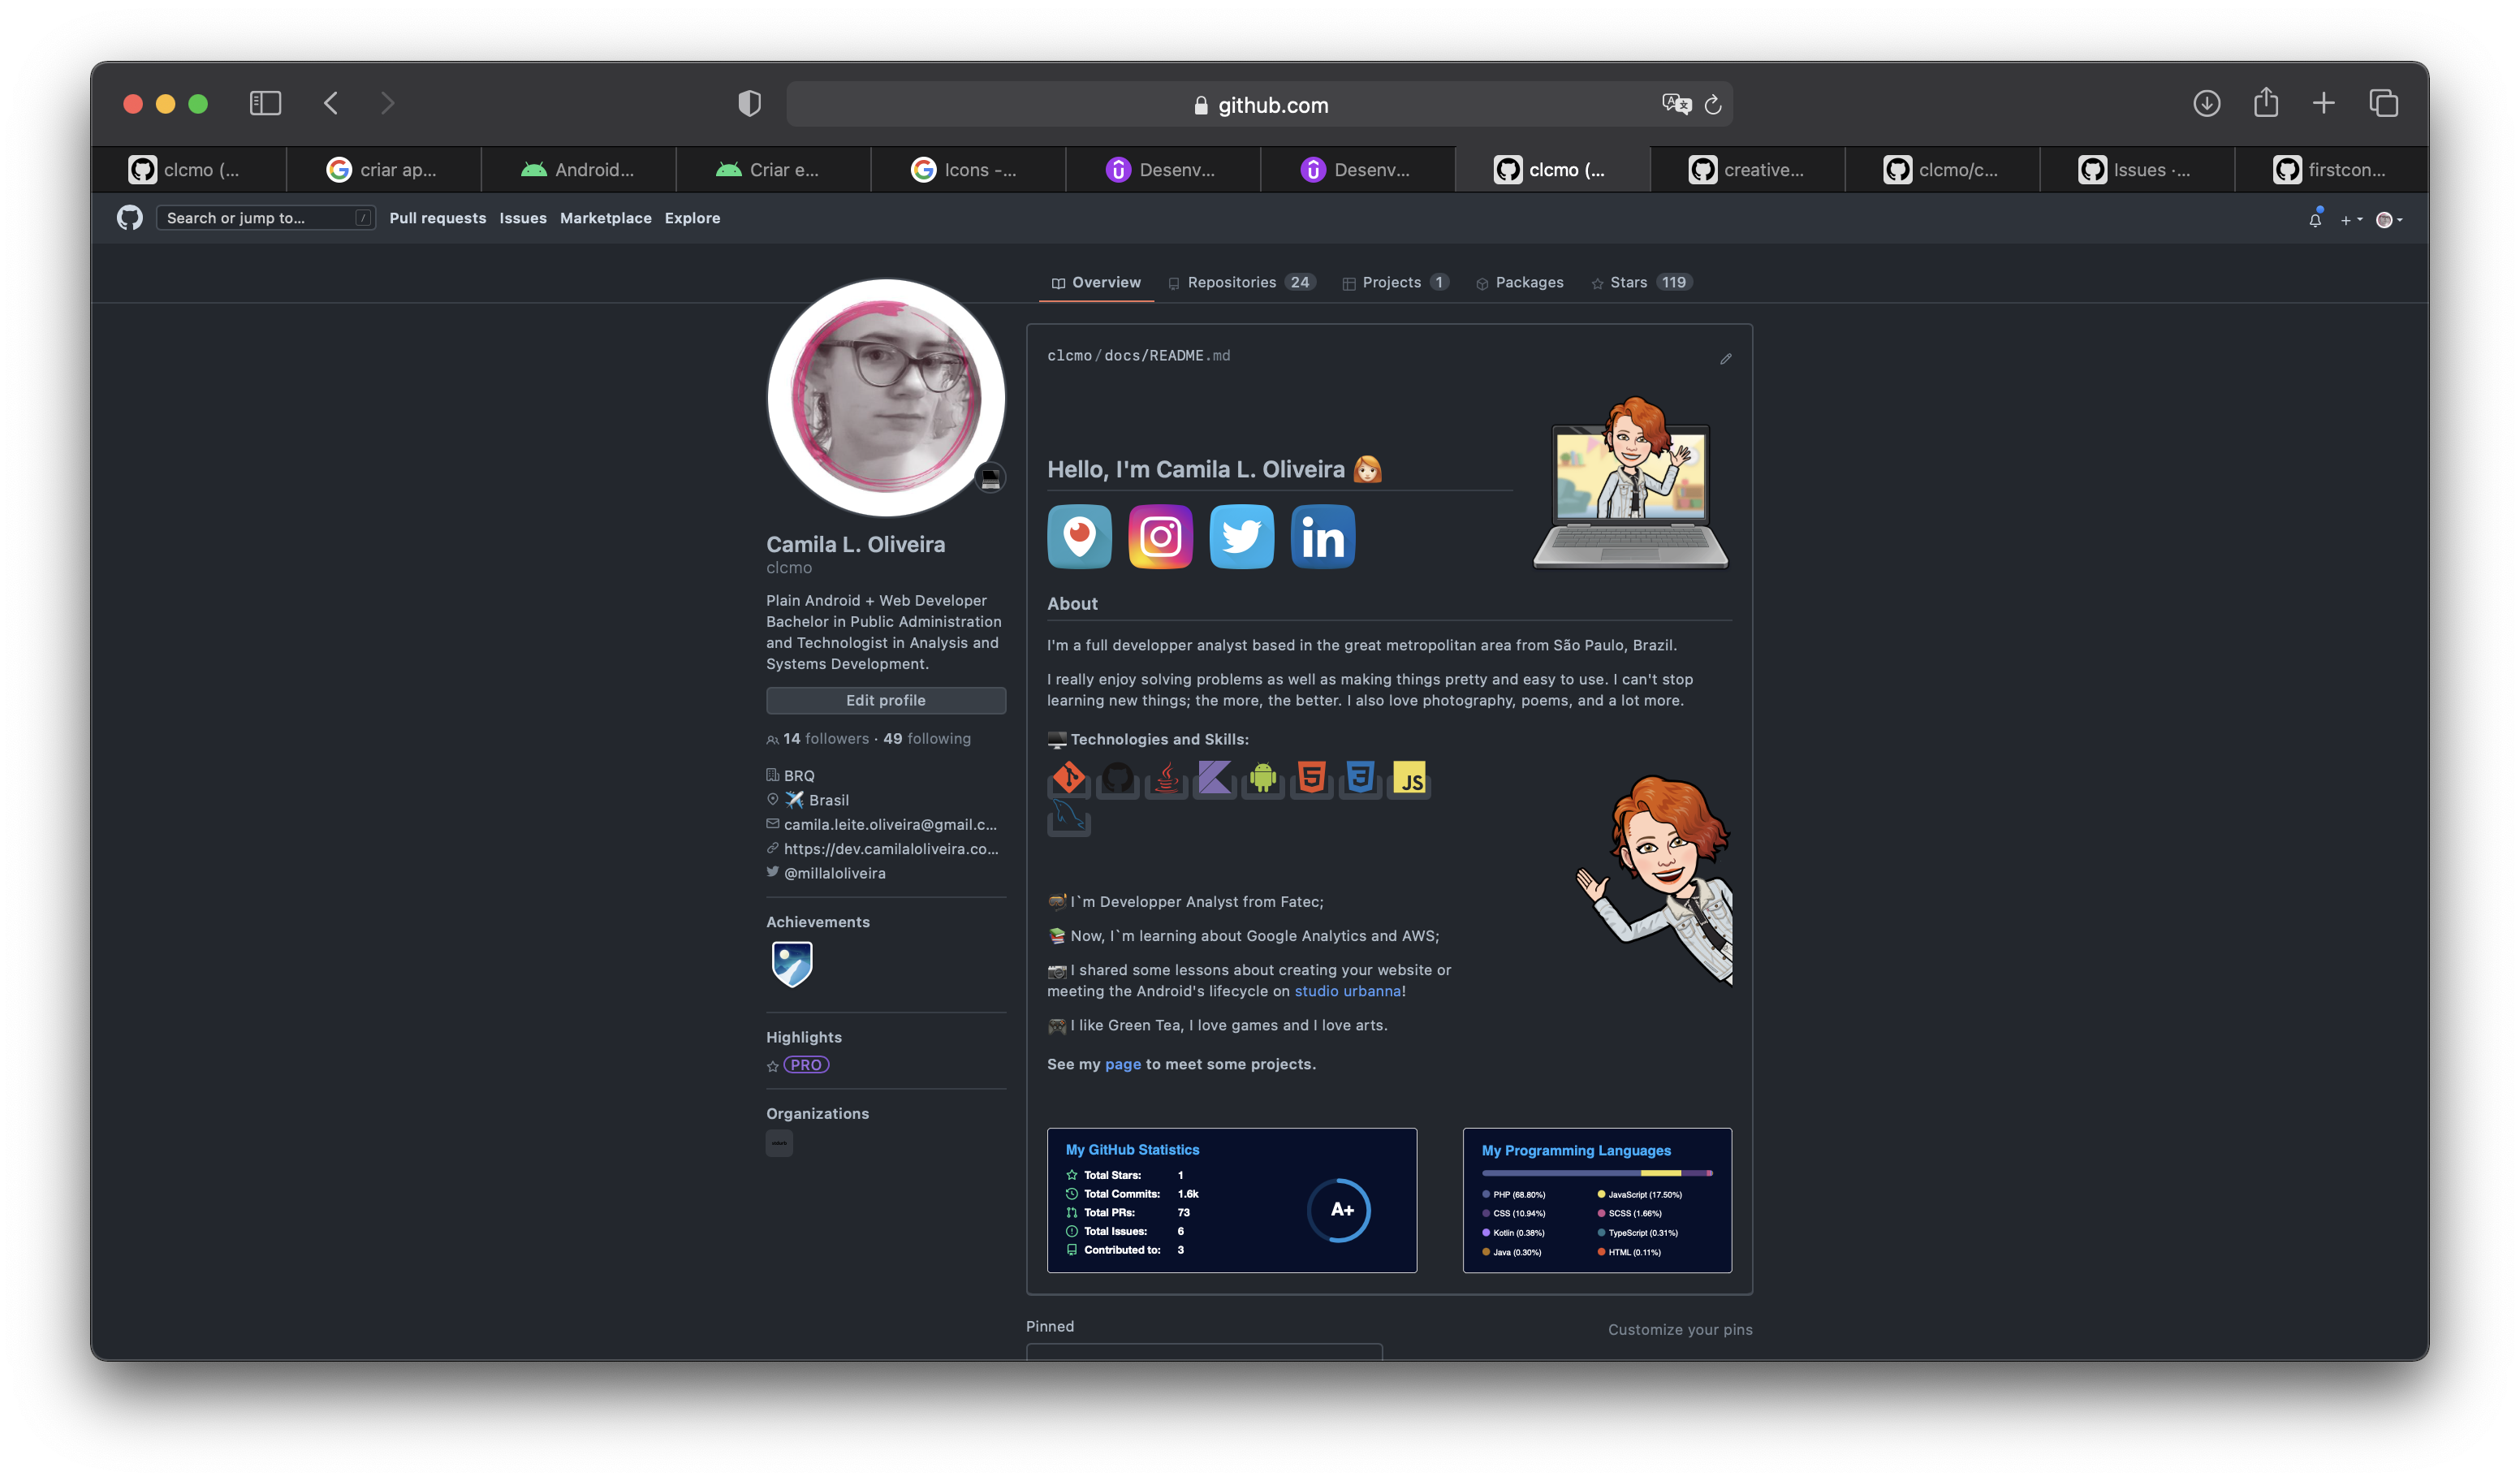 github.com
clcmo (...
criar ap...
Android...
Criar e...
Icons -...
Desenv...
Desenv...
clcmo (...
creative...
clcmo/c...
Issues ·...
firstcon...
Search or jump to... /
Pull requests
Issues
Marketplace
Explore
Overview
Repositories 24
Projects 1
Packages
Stars 119
Camila L. Oliveira
clcmo
Plain Android + Web Developer
Bachelor in Public Administration
and Technologist in Analysis and
Systems Development.
Edit profile
14 followers · 49 following
BRQ
✈️ Brasil
camila.leite.oliveira@gmail.c...
https://dev.camilaloliveira.co...
@millaloliveira
Achievements
Highlights
PRO
Organizations
clcmo/docs/README.md
Hello, I'm Camila L. Oliveira 👩🏻‍🦰
in
About
I'm a full developper analyst based in the great metropolitan area from São Paulo, Brazil.
I really enjoy solving problems as well as making things pretty and easy to use. I can't stop
learning new things; the more, the better. I also love photography, poems, and a lot more.
🖥️ Technologies and Skills:
5
3
JS
🤿 I`m Developper Analyst from Fatec;
📚 Now, I`m learning about Google Analytics and AWS;
📷 I shared some lessons about creating your website or
meeting the Android's lifecycle on studio urbanna!
🎮 I like Green Tea, I love games and I love arts.
See my page to meet some projects.
My GitHub Statistics
Total Stars: 1
Total Commits: 1.6k
Total PRs: 73
Total Issues: 6
Contributed to: 3
A+
My Programming Languages
PHP (68.80%)
JavaScript (17.50%)
CSS (10.94%)
SCSS (1.66%)
Kotlin (0.38%)
TypeScript (0.31%)
Java (0.30%)
HTML (0.11%)
Pinned
Customize your pins